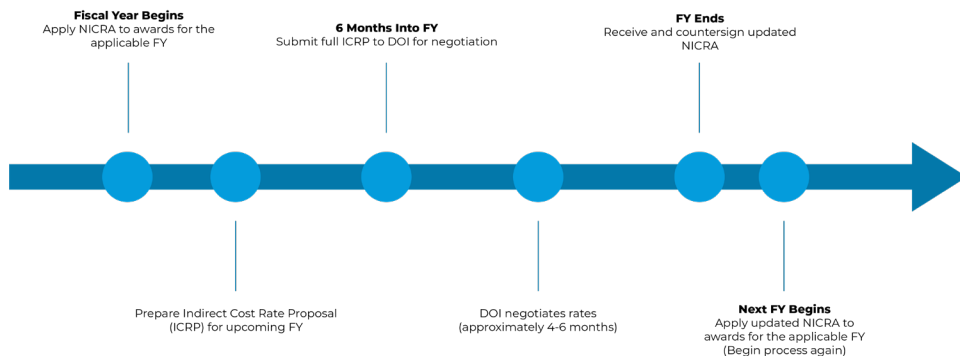 Fiscal Year Begins
Apply NICRA to awards for the
applicable FY
Prepare Indirect Cost Rate Proposal
(ICRP) for upcoming FY
6 Months Into FY
Submit full ICRP to DOI for negotiation
DOI negotiates rates
(approximately 4-6 months)
FY Ends
Receive and countersign updated
NICRA
Next FY Begins
Apply updated NICRA to
awards for the applicable FY
(Begin process again)